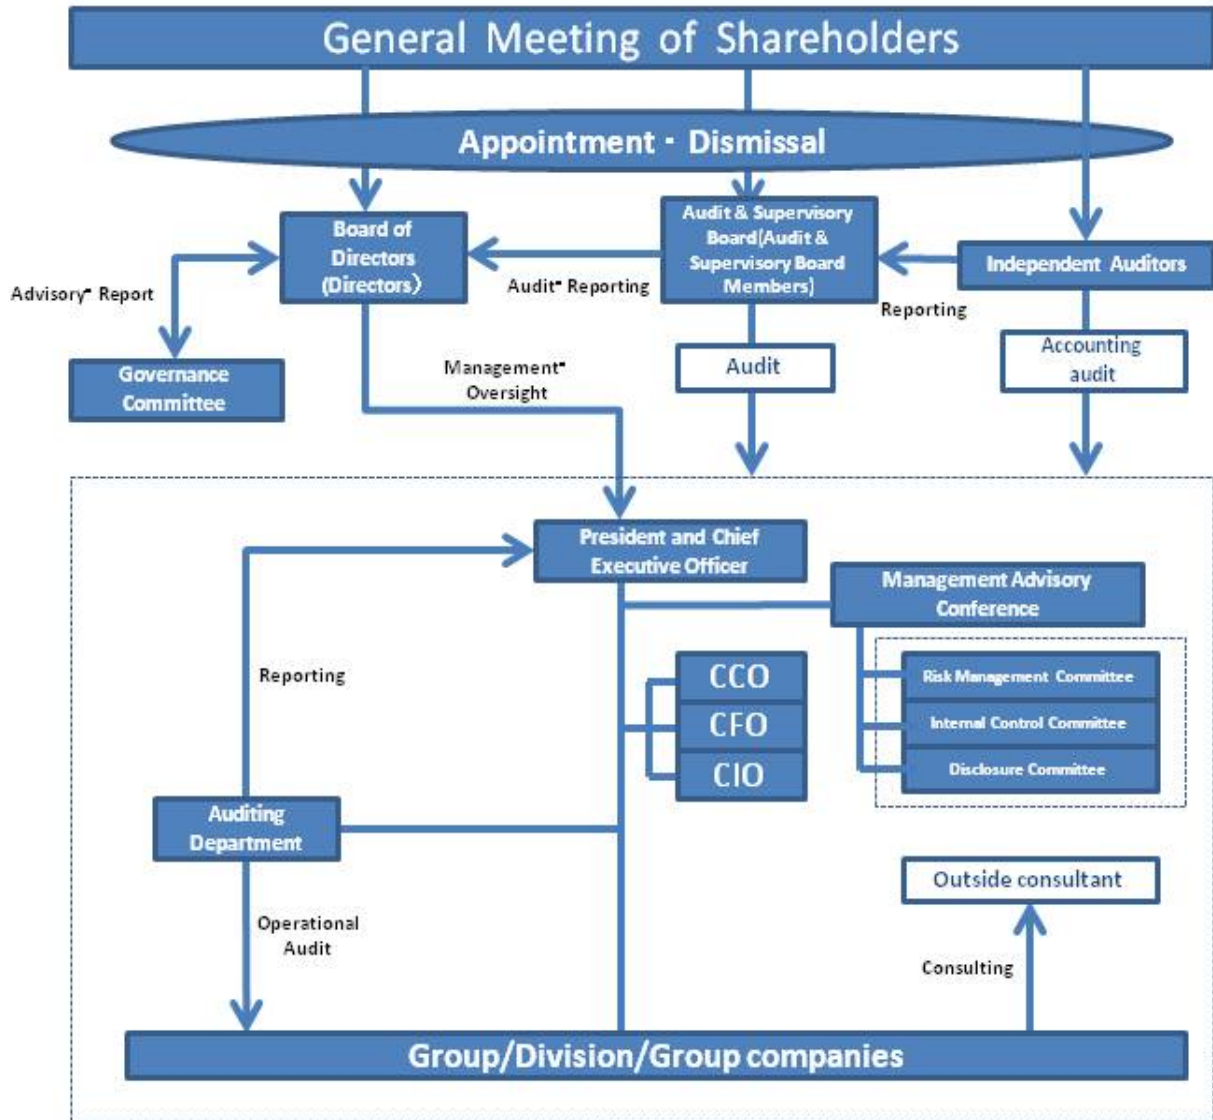 General Meeting of Shareholders
Appointment・Dismissal
Board of
Directors
(Directors）
Audit & Supervisory
Board(Audit &
Supervisory Board
Members)
Independent Auditors
Advisory・Report
Audit・Reporting
Reporting
Governance
Committee
Management・
Oversight
Audit
Accounting
audit
President and Chief
Executive Officer
Management Advisory
Conference
Reporting
CCO
CFO
CIO
Risk Management Committee
Internal Control Committee
Disclosure Committee
Auditing
Department
Outside consultant
Operational
Audit
Consulting
Group/Division/Group companies